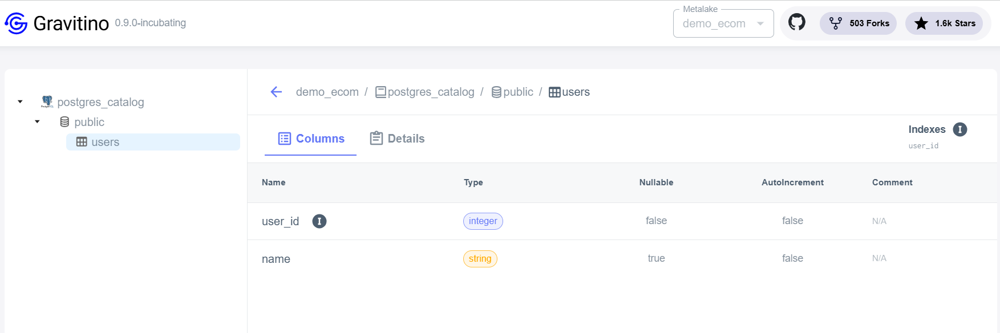 Gravitino 0.9.0-incubating
Metalake
demo_ecom
503 Forks
1.6k Stars
postgres_catalog
public
users
demo_ecom / postgres_catalog / public / users
Columns
Details
Indexes I
user_id
Name Type Nullable AutoIncrement Comment
user_id I integer false false N/A
name string true false N/A